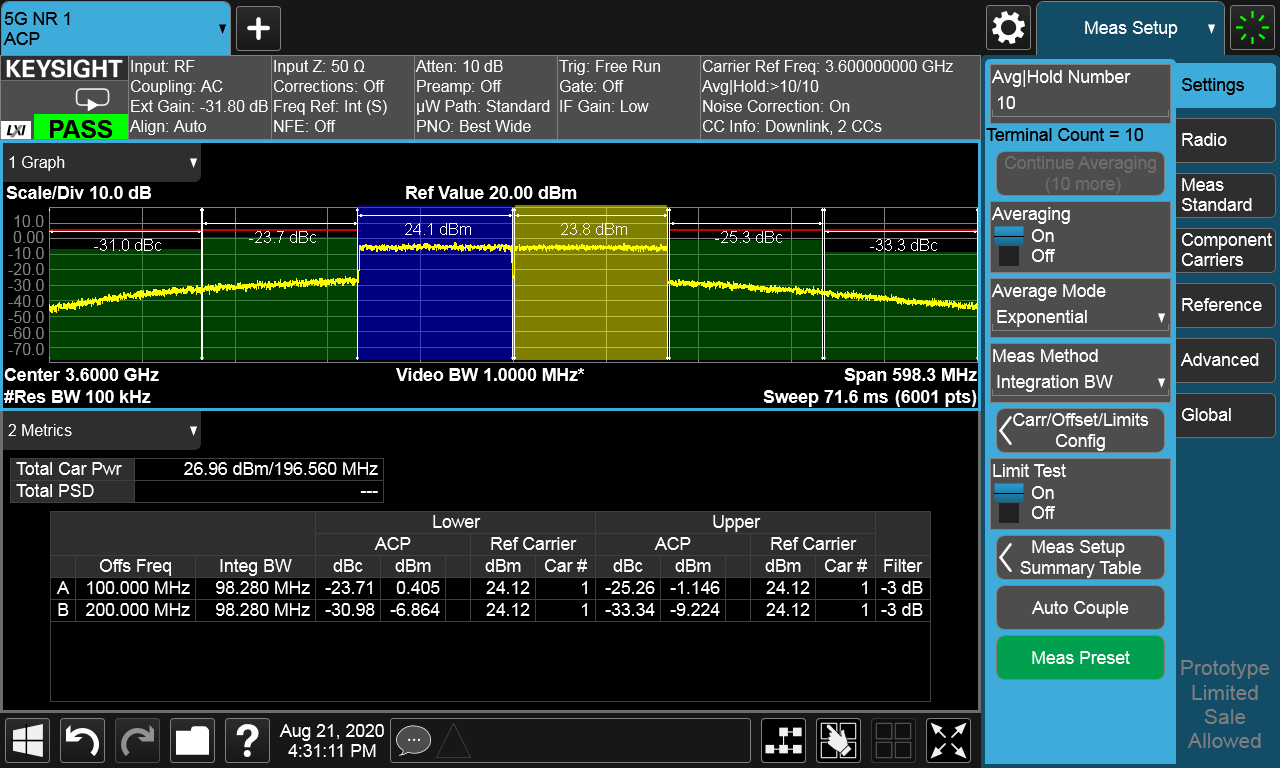 5G NR 1
ACP
Meas Setup
KEYSIGHT
LXI
PASS
Input: RF
Coupling: AC
Ext Gain: -31.80 dB
Align: Auto
Input Z: 50 Ω
Corrections: Off
Freq Ref: Int (S)
NFE: Off
Atten: 10 dB
Preamp: Off
µW Path: Standard
PNO: Best Wide
Trig: Free Run
Gate: Off
IF Gain: Low
Carrier Ref Freq: 3.600000000 GHz
Avg|Hold:>10/10
Noise Correction: On
CC Info: Downlink, 2 CCs
1 Graph
Scale/Div 10.0 dB
Ref Value 20.00 dBm
10.0
0.00
-10.0
-20.0
-30.0
-40.0
-50.0
-60.0
-70.0
-31.0 dBc
-23.7 dBc
24.1 dBm
23.8 dBm
-25.3 dBc
-33.3 dBc
Center 3.6000 GHz
Video BW 1.0000 MHz*
Span 598.3 MHz
#Res BW 100 kHz
Sweep 71.6 ms (6001 pts)
2 Metrics
Total Car Pwr 26.96 dBm/196.560 MHz
Total PSD ---
Lower Upper
ACP Ref Carrier ACP Ref Carrier
Offs Freq Integ BW dBc dBm dBm Car # dBc dBm dBm Car # Filter
A 100.000 MHz 98.280 MHz -23.71 0.405 24.12 1 -25.26 -1.146 24.12 1 -3 dB
B 200.000 MHz 98.280 MHz -30.98 -6.864 24.12 1 -33.34 -9.224 24.12 1 -3 dB
Aug 21, 2020
4:31:11 PM
Avg|Hold Number
10
Terminal Count = 10
Continue Averaging
(10 more)
Averaging
On
Off
Average Mode
Exponential
Meas Method
Integration BW
Carr/Offset/Limits
Config
Limit Test
On
Off
Meas Setup
Summary Table
Auto Couple
Meas Preset
Settings
Radio
Meas
Standard
Component
Carriers
Reference
Advanced
Global
Prototype
Limited
Sale
Allowed